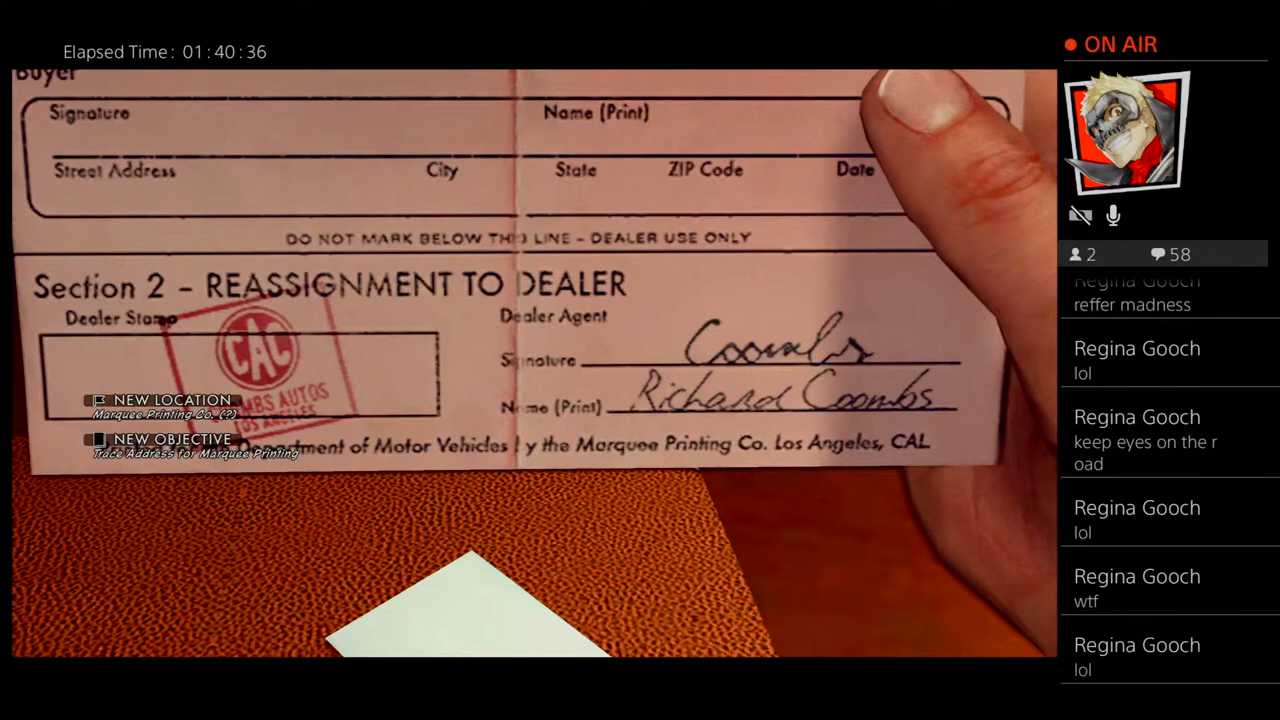 Elapsed Time: 01:40:36
ON AIR
2
58
Buyer
Signature
Name (Print)
Street Address
City
State
ZIP Code
Date
DO NOT MARK BELOW THIS LINE - DEALER USE ONLY
Section 2 - REASSIGNMENT TO DEALER
Dealer Stamp
CAC
MBS AUTOS
LOS ANGELES
Dealer Agent
Signature
Coombs
Name (Print)
Richard Coombs
Department of Motor Vehicles by the Marquee Printing Co. Los Angeles, CAL
NEW LOCATION
Marquee Printing Co. (?)
NEW OBJECTIVE
Trace Address for Marquee Printing
Regina Gooch
reffer madness
Regina Gooch
lol
Regina Gooch
keep eyes on the r
oad
Regina Gooch
lol
Regina Gooch
wtf
Regina Gooch
lol